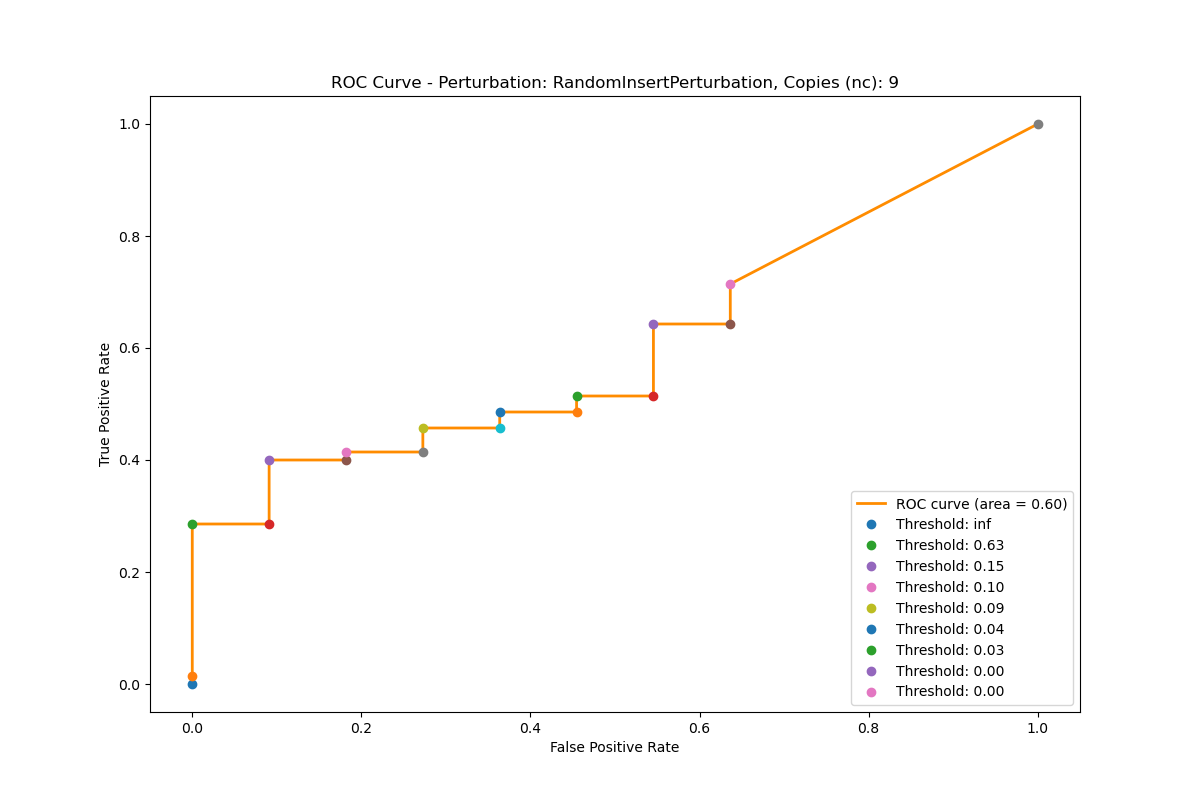 ROC Curve - Perturbation: RandomInsertPerturbation, Copies (nc): 9
True Positive Rate
1.0
0.8
0.6
0.4
0.2
0.0
ROC curve (area = 0.60)
Threshold: inf
Threshold: 0.63
Threshold: 0.15
Threshold: 0.10
Threshold: 0.09
Threshold: 0.04
Threshold: 0.03
Threshold: 0.00
Threshold: 0.00
0.0 0.2 0.4 0.6 0.8 1.0
False Positive Rate